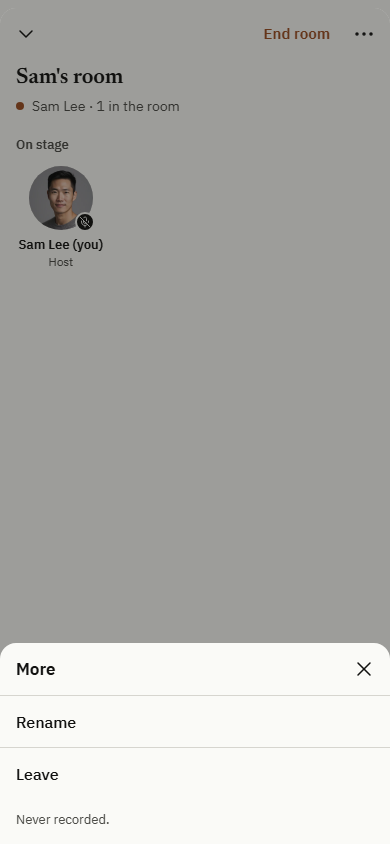 End room
Sam's room
Sam Lee · 1 in the room
On stage
Sam Lee (you)
Host
More
Rename
Leave
Never recorded.